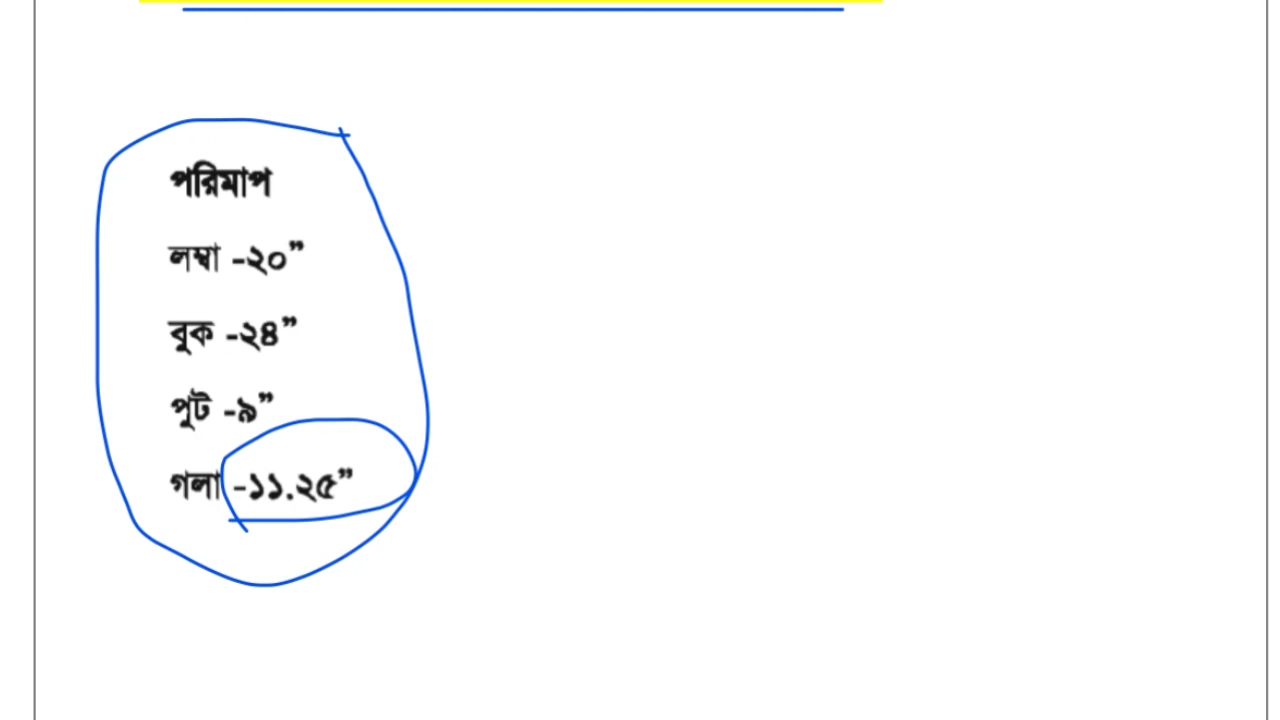 পরিমাপ
লম্বা -২০”
বুক -২৪”
পুট -৯”
গলা -১১.২৫”